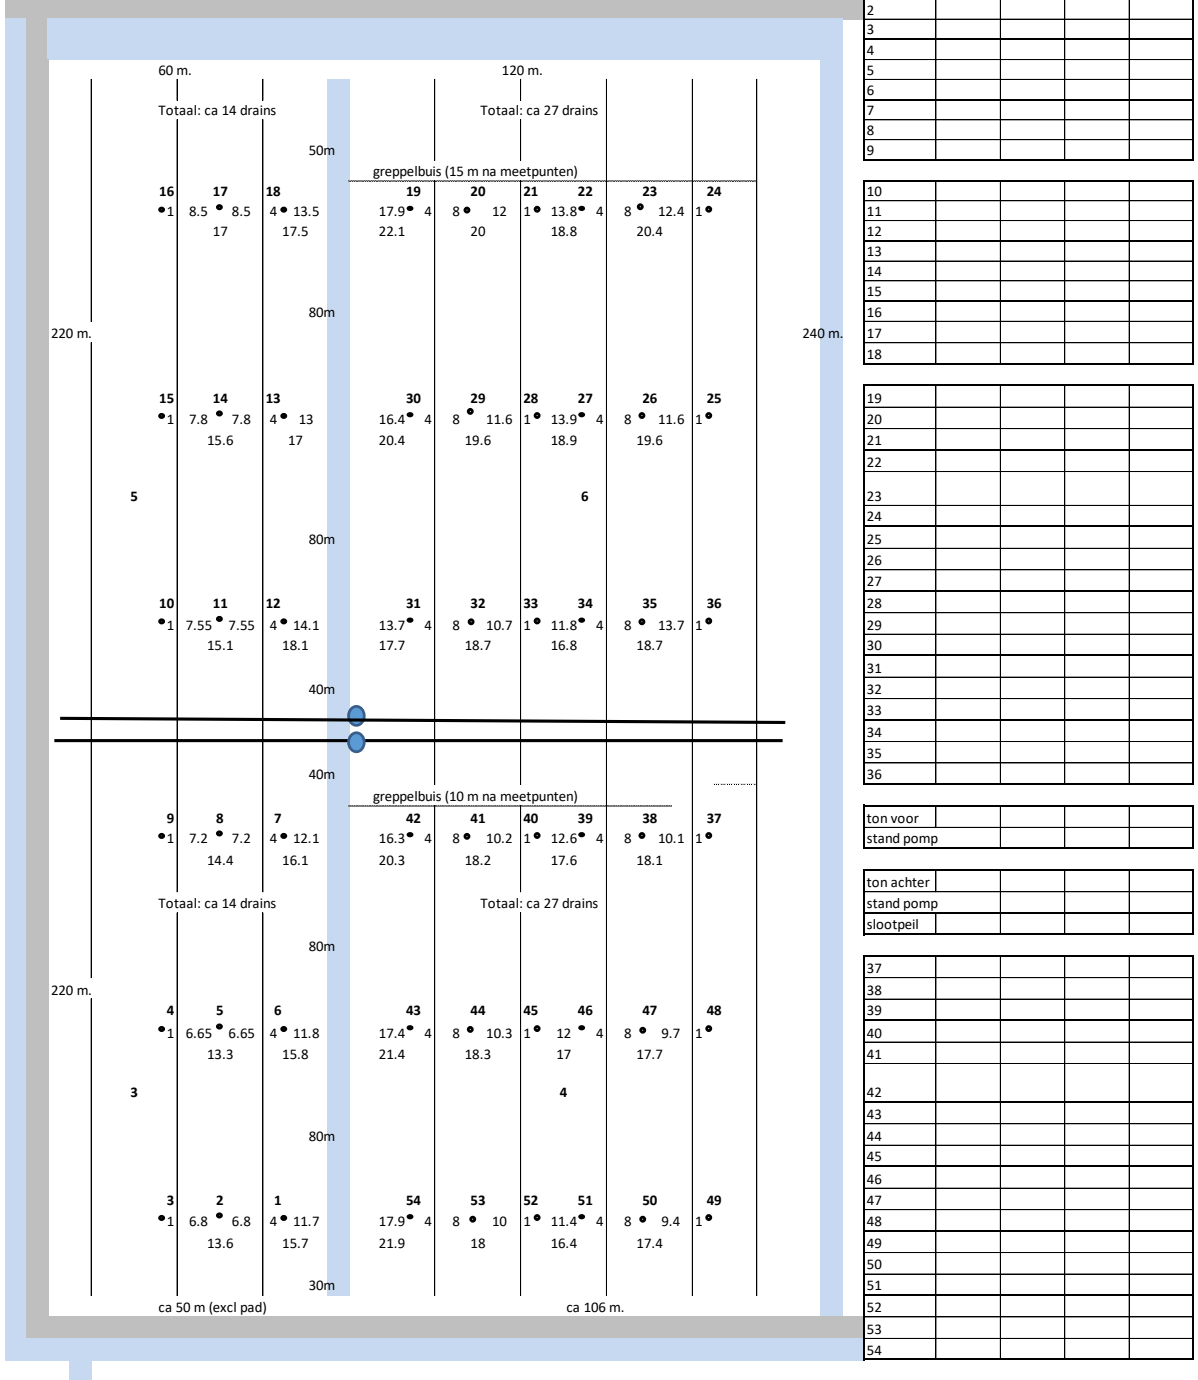 60 m. 120 m.
Totaal: ca 14 drains Totaal: ca 27 drains
50m
greppelbuis (15 m na meetpunten)
16 17 18 19 20 21 22 23 24
1 8.5 8.5 4 13.5 17.9 4 8 12 1 13.8 4 8 12.4 1
17 17.5 22.1 20 18.8 20.4
80m
220 m. 240 m.
15 14 13 30 29 28 27 26 25
1 7.8 7.8 4 13 16.4 4 8 11.6 1 13.9 4 8 11.6 1
15.6 17 20.4 19.6 18.9 19.6
5 6
80m
10 11 12 31 32 33 34 35 36
1 7.55 7.55 4 14.1 13.7 4 8 10.7 1 11.8 4 8 13.7 1
15.1 18.1 17.7 18.7 16.8 18.7
40m
40m
greppelbuis (10 m na meetpunten)
9 8 7 42 41 40 39 38 37
1 7.2 7.2 4 12.1 16.3 4 8 10.2 1 12.6 4 8 10.1 1
14.4 16.1 20.3 18.2 17.6 18.1
Totaal: ca 14 drains Totaal: ca 27 drains
80m
220 m.
4 5 6 43 44 45 46 47 48
1 6.65 6.65 4 11.8 17.4 4 8 10.3 1 12 4 8 9.7 1
13.3 15.8 21.4 18.3 17 17.7
3 4
80m
3 2 1 54 53 52 51 50 49
1 6.8 6.8 4 11.7 17.9 4 8 10 1 11.4 4 8 9.4 1
13.6 15.7 21.9 18 16.4 17.4
30m
ca 50 m (excl pad) ca 106 m.
2
3
4
5
6
7
8
9
10
11
12
13
14
15
16
17
18
19
20
21
22
23
24
25
26
27
28
29
30
31
32
33
34
35
36
ton voor
stand pomp
ton achter
stand pomp
slootpeil
37
38
39
40
41
42
43
44
45
46
47
48
49
50
51
52
53
54